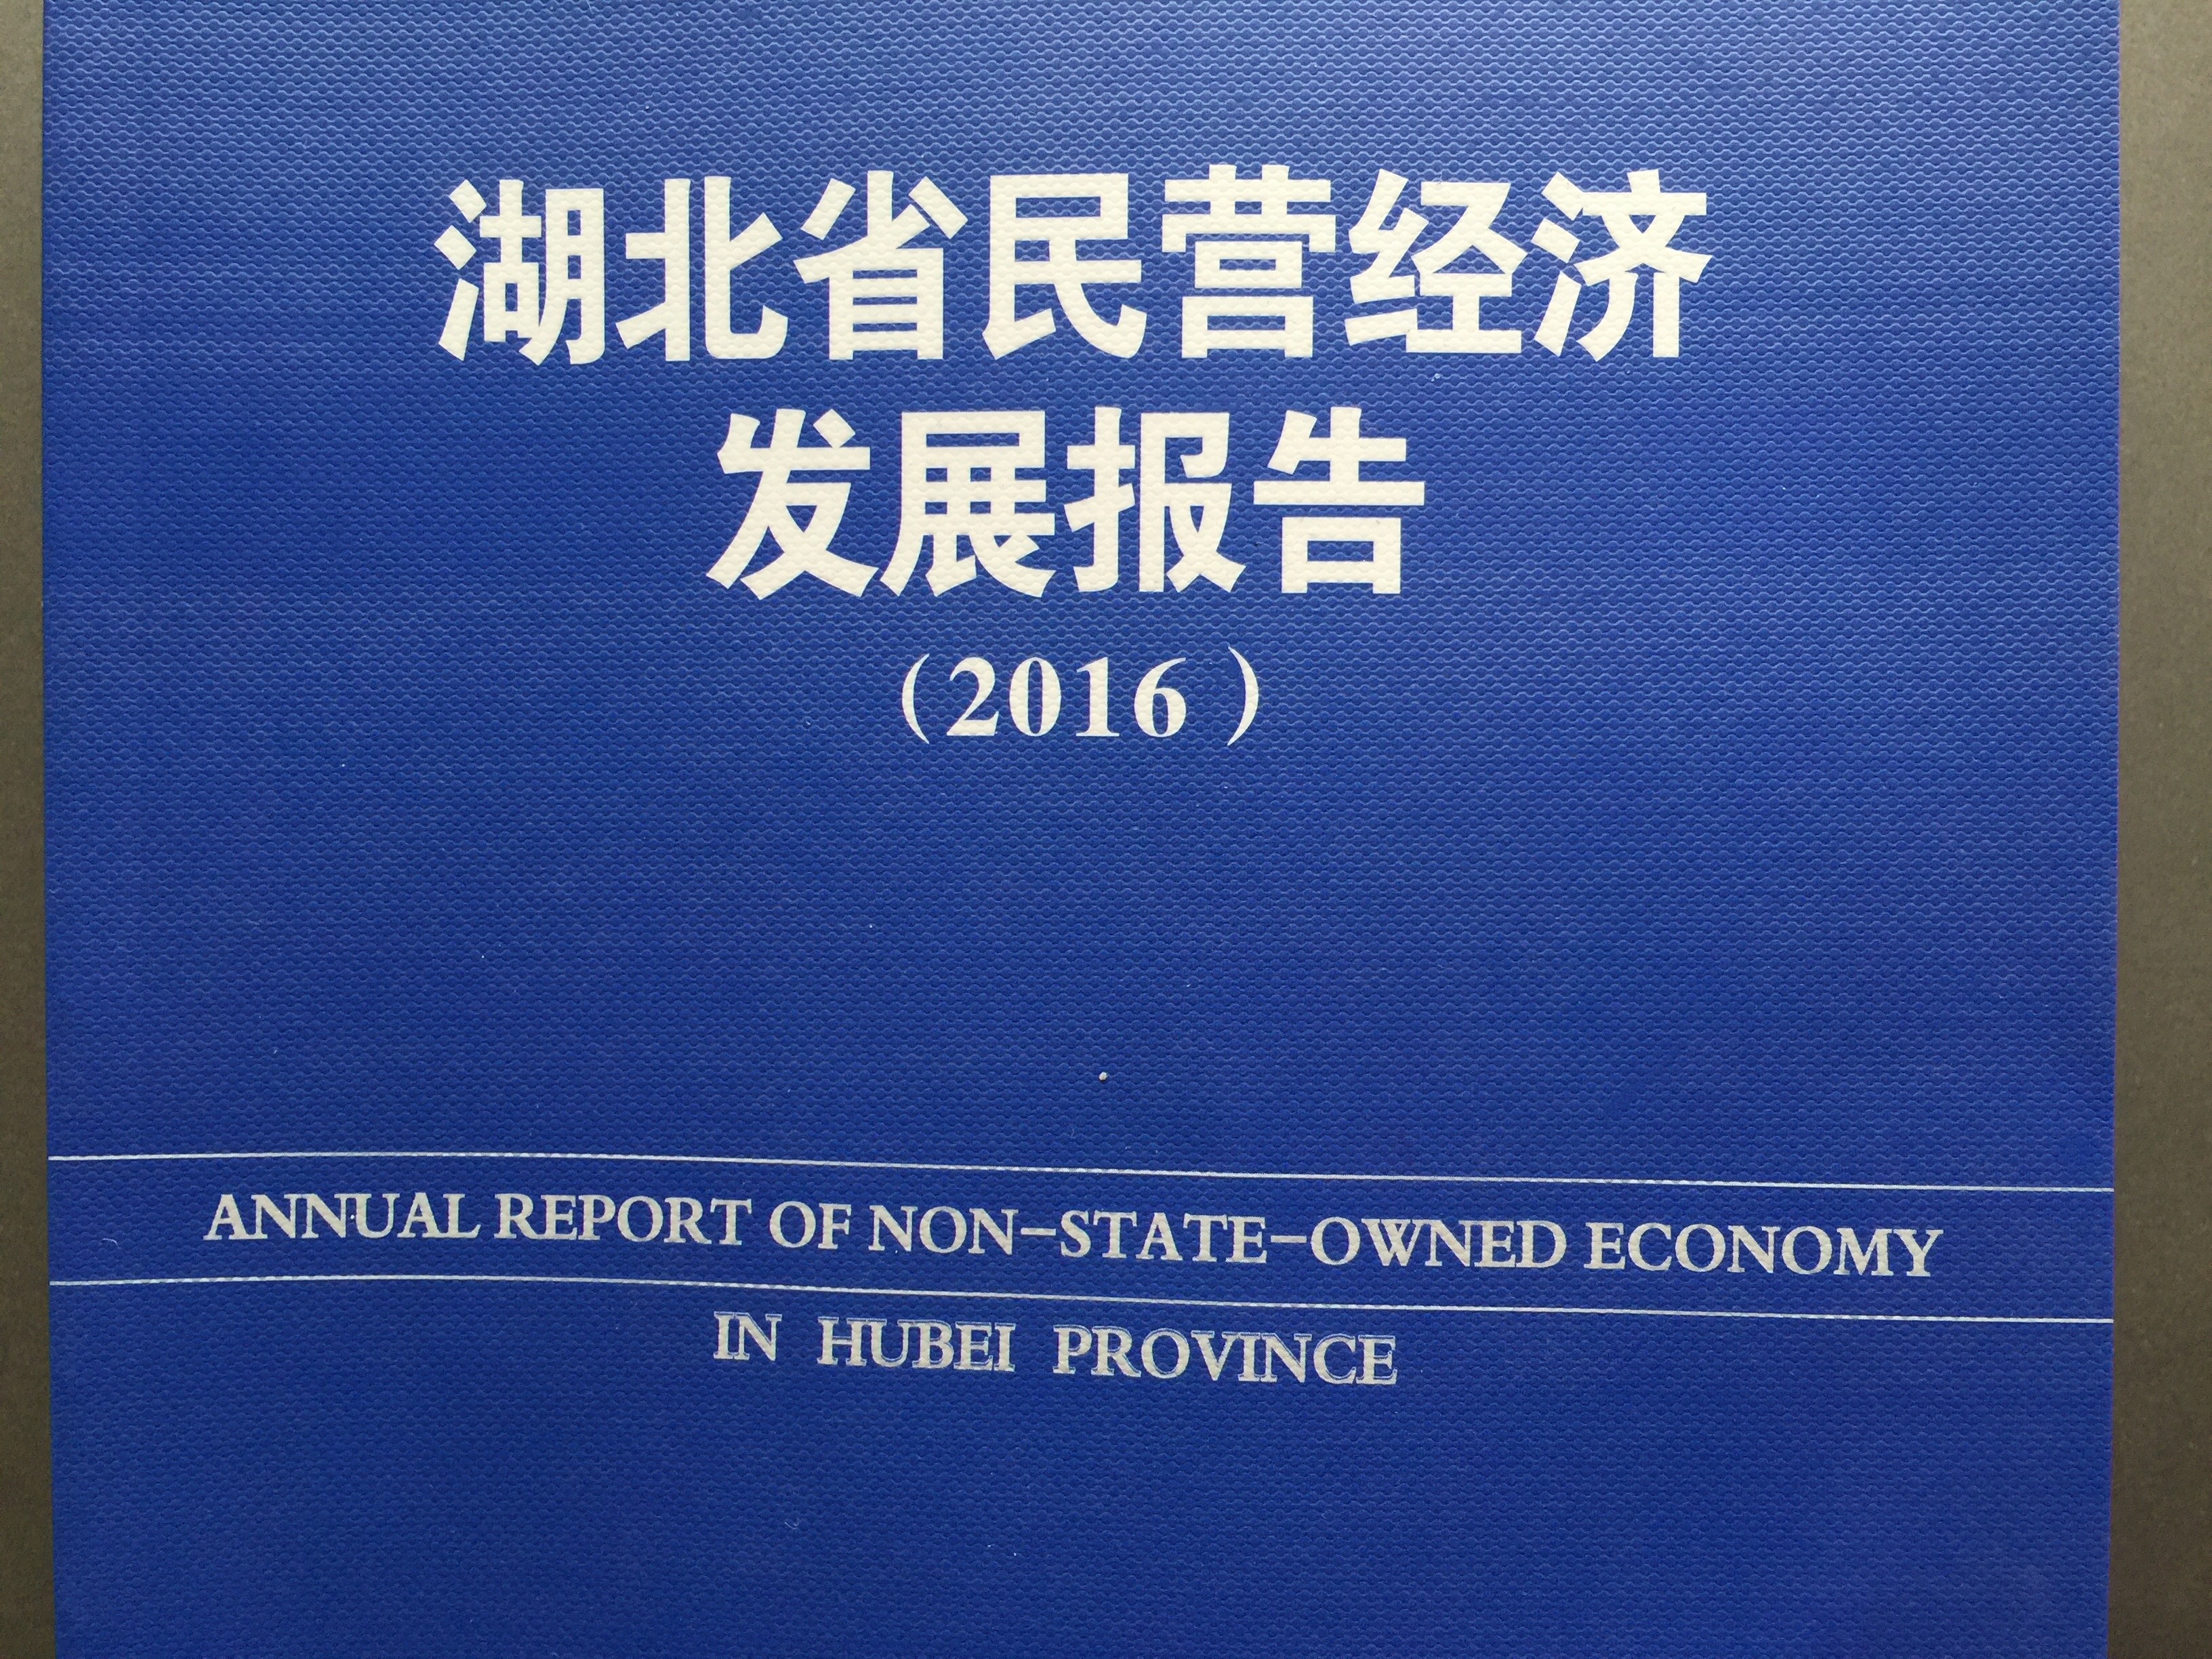 湖北省民营经济
发展报告
（2016）
ANNUAL REPORT OF NON-STATE-OWNED ECONOMY
IN HUBEI PROVINCE